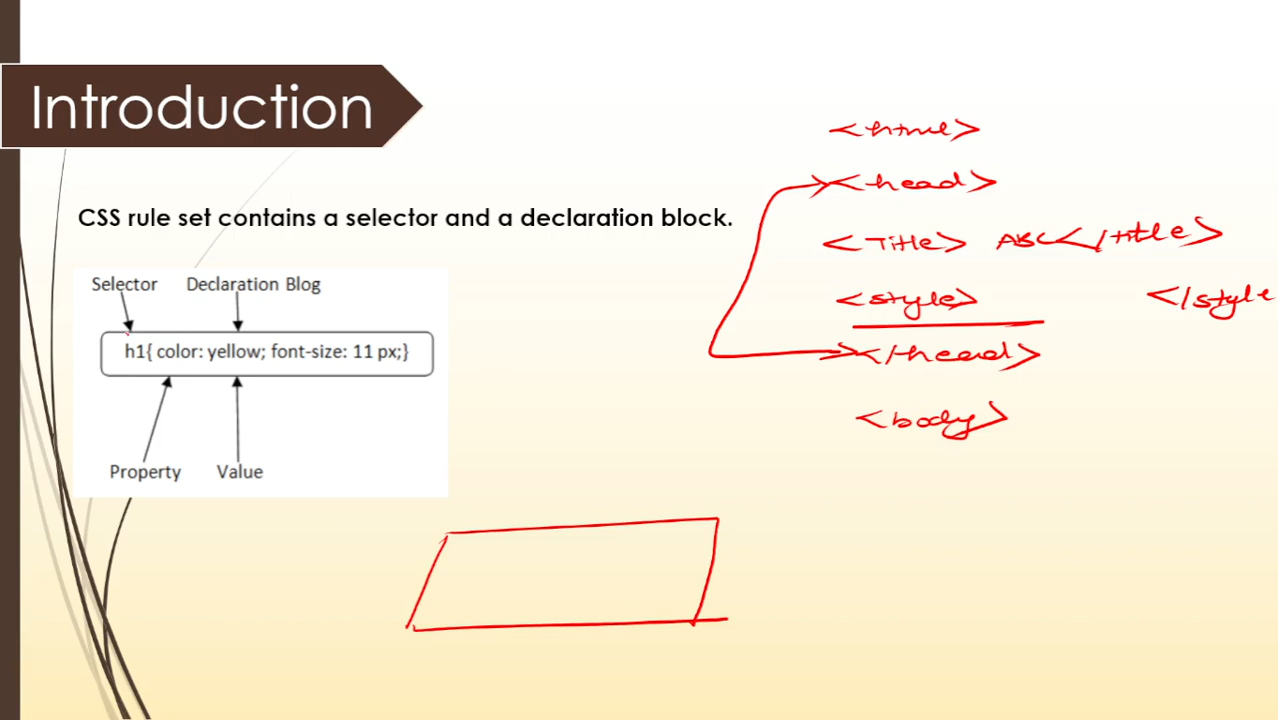 Introduction
CSS rule set contains a selector and a declaration block.
Selector Declaration Blog
h1{ color: yellow; font-size: 11 px;}
Property Value
<html>
<head>
<Title> ABC</title>
<style> </style
</head>
<body>